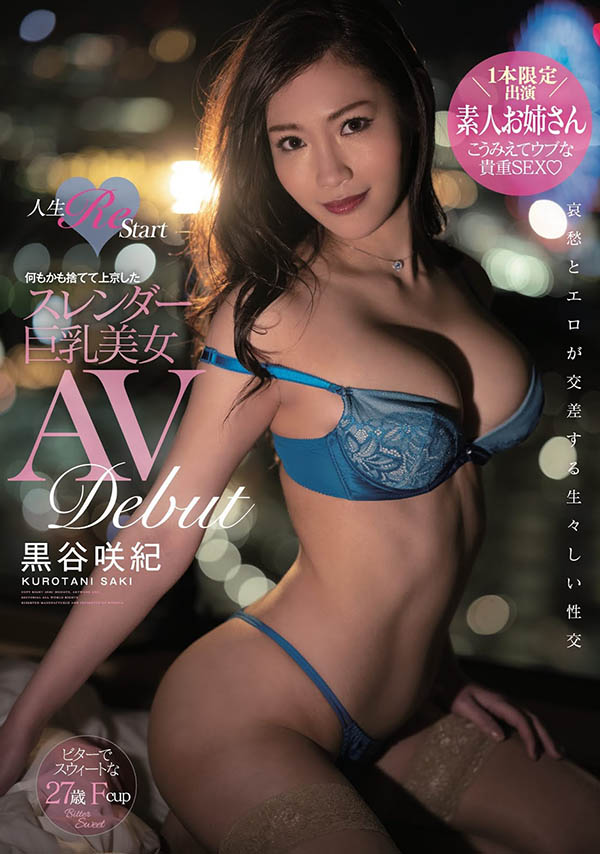 1本限定
出演
素人お姉さん
こうみえてウブな
貴重SEX♡
人生 Re Start
何もかも捨てて上京した
スレンダー
巨乳美女
AV
Debut
黒谷咲紀
KUROTANI SAKI
哀愁とエロが交差する生々しい性交
ビターで
スウィートな
27歳 Fcup
Bitter
Sweet